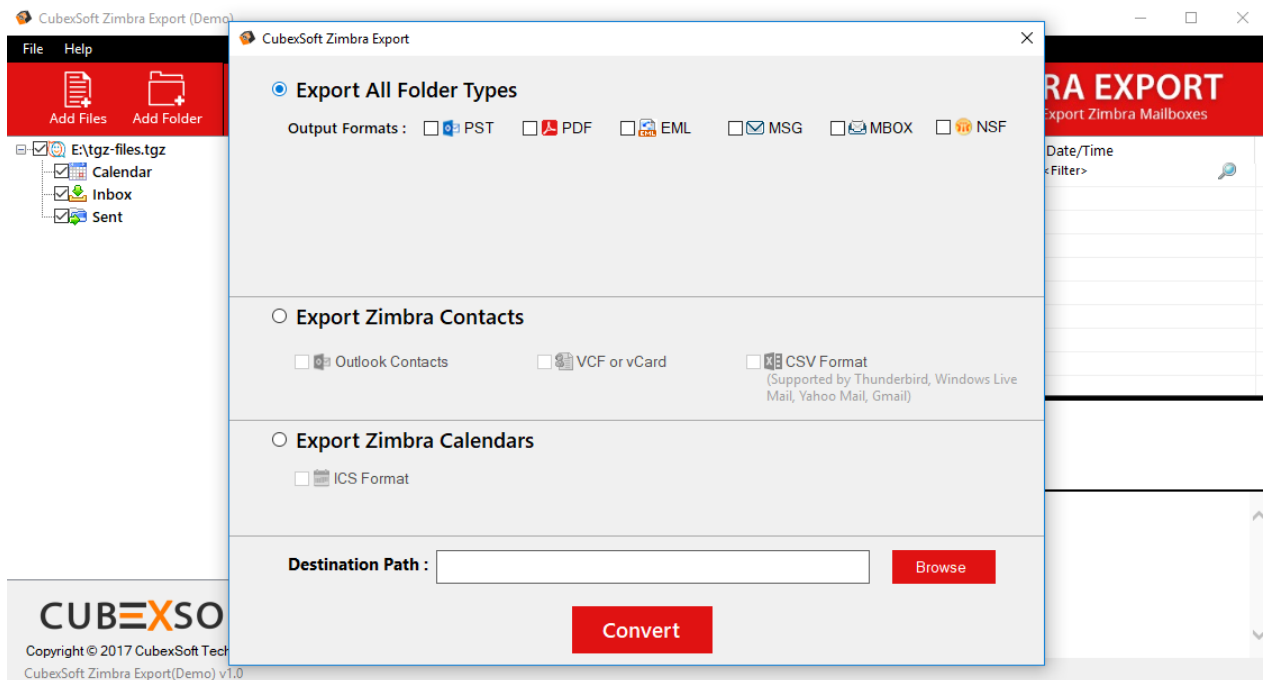 CubexSoft Zimbra Export (Demo)
File Help
Add Files Add Folder
RA EXPORT
Export Zimbra Mailboxes
E:\tgz-files.tgz
Calendar
Inbox
Sent
Date/Time
<Filter>
CubexSoft Zimbra Export
Export All Folder Types
Output Formats : PST PDF EML MSG MBOX NSF
Export Zimbra Contacts
Outlook Contacts VCF or vCard CSV Format
(Supported by Thunderbird, Windows Live
Mail, Yahoo Mail, Gmail)
Export Zimbra Calendars
ICS Format
Destination Path : Browse
Convert
CUBEXSO
Copyright © 2017 CubexSoft Tech
CubexSoft Zimbra Export(Demo) v1.0